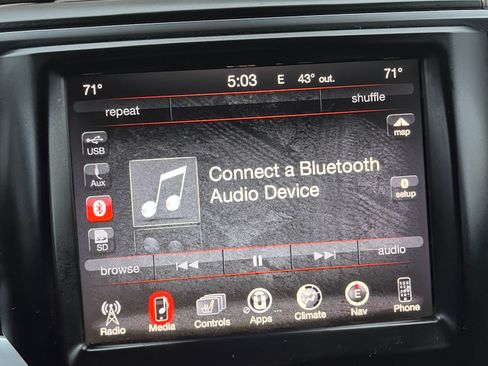 71° 5:03 E 43° out. 71°
repeat shuffle
USB
map
Aux
Connect a Bluetooth
Audio Device
setup
SD
browse audio
Radio Media Controls Apps ... Climate E Nav Phone